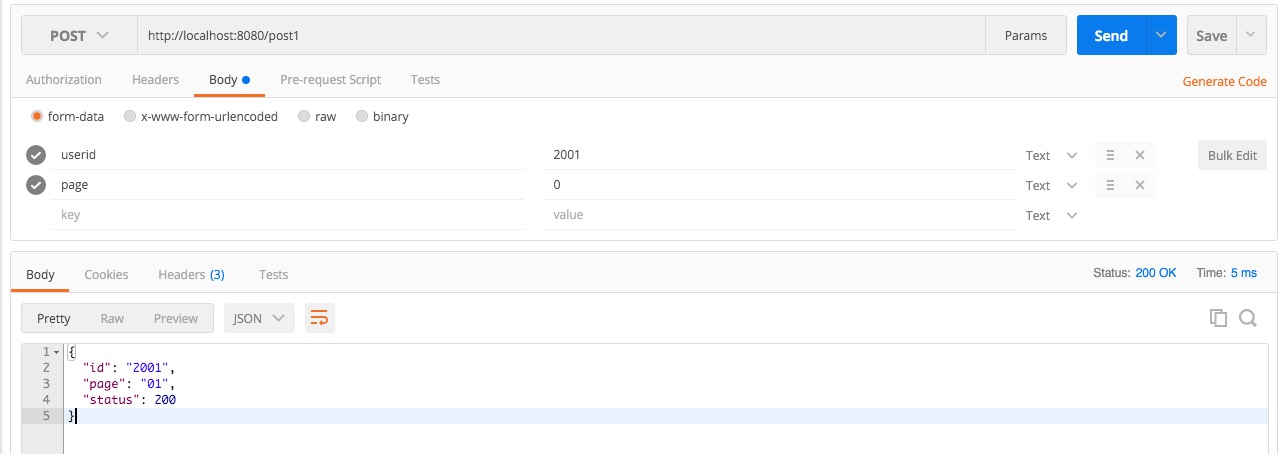 POST http://localhost:8080/post1 Params Send Save
Authorization Headers Body Pre-request Script Tests Generate Code
form-data x-www-form-urlencoded raw binary
userid 2001 Text Bulk Edit
page 0 Text
key value Text
Body Cookies Headers (3) Tests Status: 200 OK Time: 5 ms
Pretty Raw Preview JSON
1 {
2 "id": "2001",
3 "page": "01",
4 "status": 200
5 }